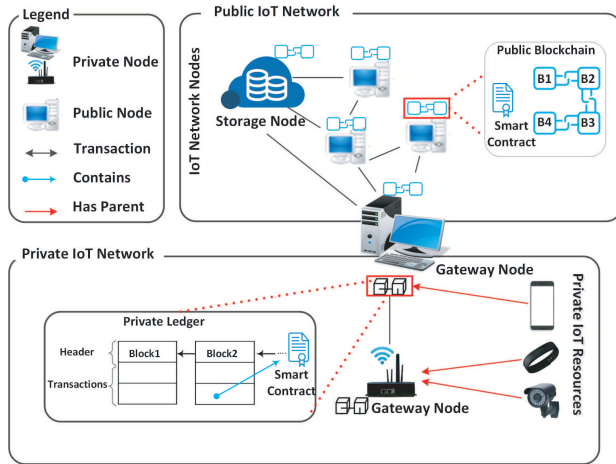 Legend
Private Node
Public Node
Transaction
Contains
Has Parent
Public IoT Network
IoT Network Nodes
Storage Node
Public Blockchain
B1
B2
B4
B3
Smart
Contract
Gateway Node
Private IoT Network
Private IoT Resources
Private Ledger
Header
Block1
Block2
Transactions
Smart
Contract
Gateway Node